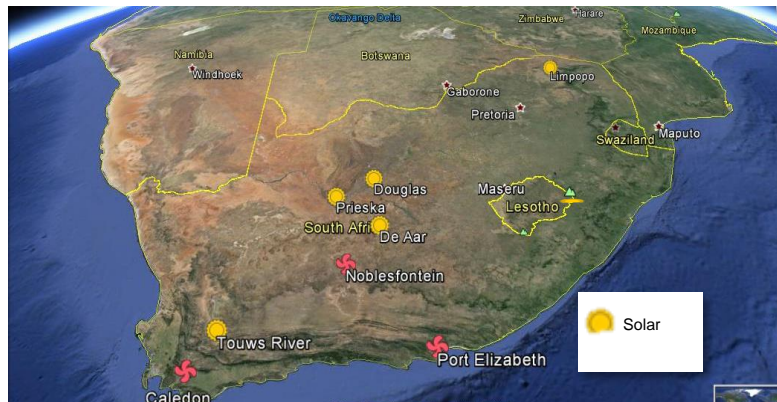 Okavango Delta
Zimbabwe
Harare
Mozambique
Namibia
Botswana
Windhoek
Limpopo
Gaborone
Pretoria
Swaziland
Maputo
Douglas
Maseru
Prieska
Lesotho
South Afri
De Aar
Noblesfontein
Solar
Touws River
Port Elizabeth
Caledon